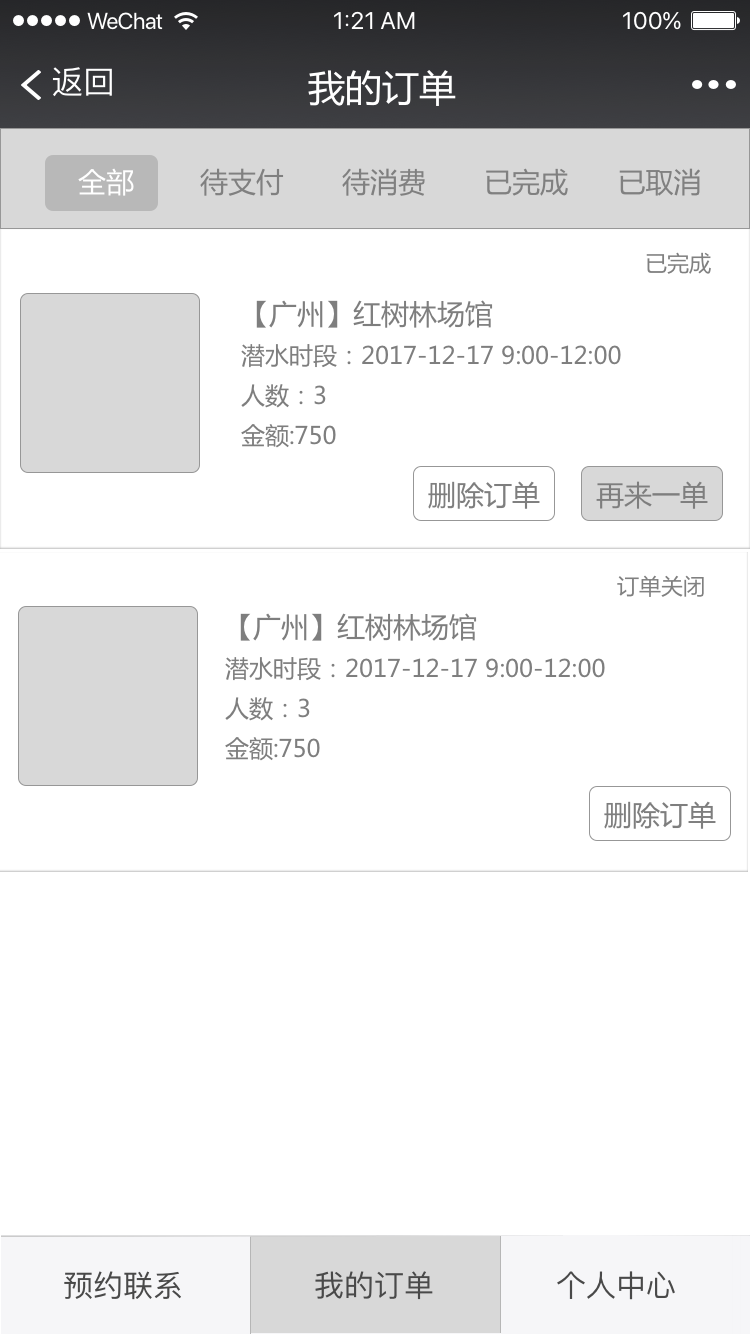 WeChat 1:21 AM 100%
返回 我的订单
全部 待支付 待消费 已完成 已取消
已完成
【广州】红树林场馆
潜水时段：2017-12-17 9:00-12:00
人数：3
金额:750
删除订单 再来一单
订单关闭
【广州】红树林场馆
潜水时段：2017-12-17 9:00-12:00
人数：3
金额:750
删除订单
预约联系 我的订单 个人中心